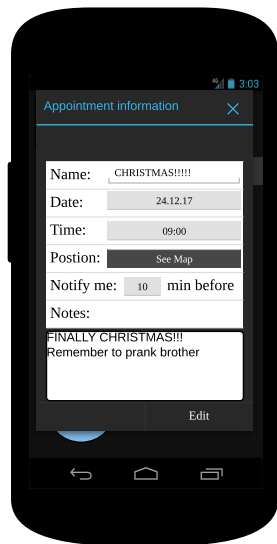 4G 3:03
Appointment information
Name: CHRISTMAS!!!!!
Date: 24.12.17
Time: 09:00
Postion: See Map
Notify me: 10 min before
Notes:
FINALLY CHRISTMAS!!!
Remember to prank brother
Edit